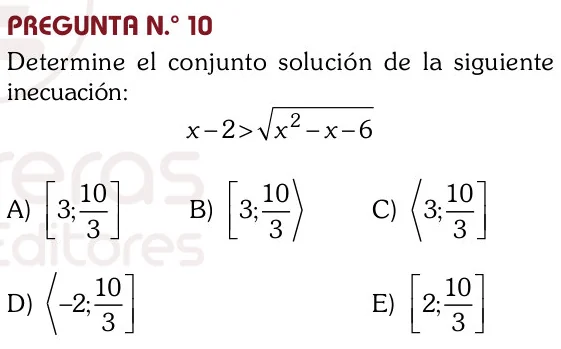 PREGUNTA N.° 10
Determine el conjunto solución de la siguiente
inecuación:
x − 2 > √(x² − x − 6)
A) [3; 10/3]   B) [3; 10/3⟩   C) ⟨3; 10/3]
D) ⟨−2; 10/3]   E) [2; 10/3]
Editores